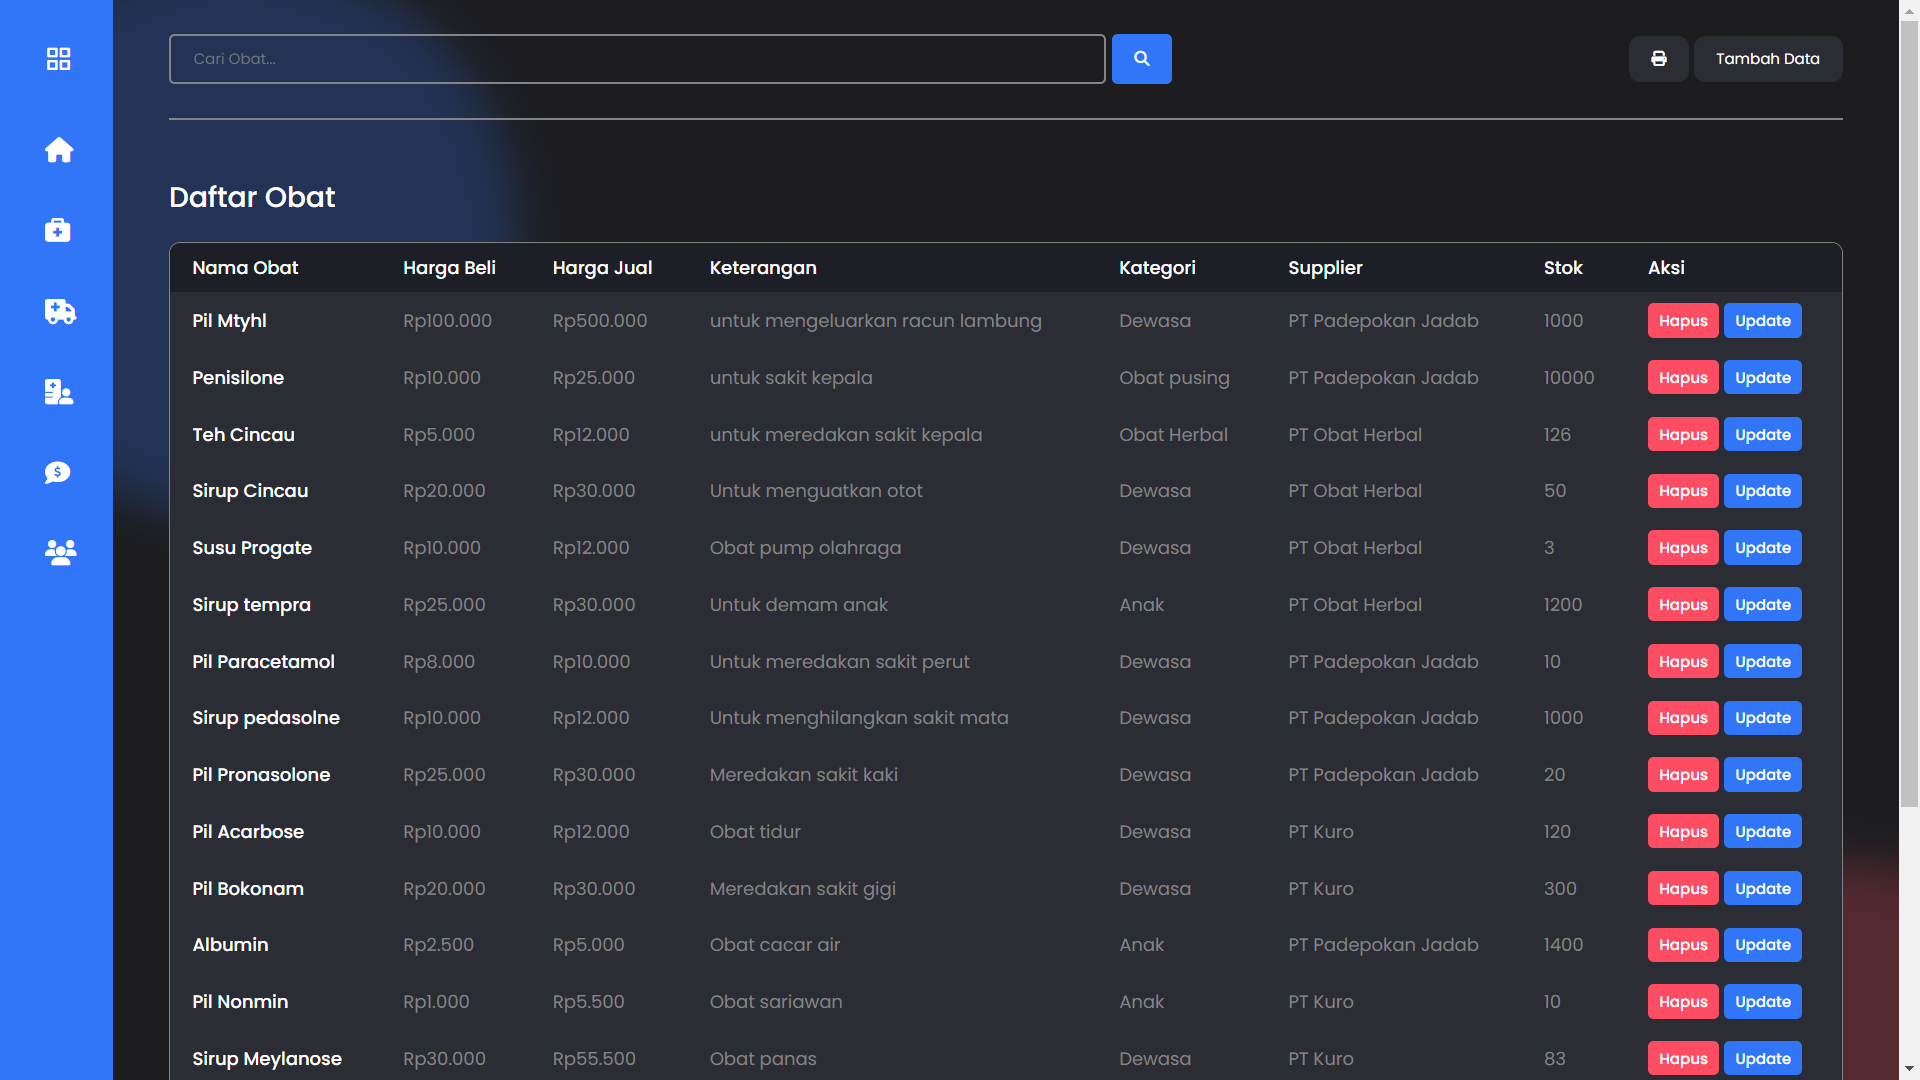 Cari Obat...
Tambah Data
Daftar Obat
Nama Obat Harga Beli Harga Jual Keterangan Kategori Supplier Stok Aksi
Pil Mtyhl Rp100.000 Rp500.000 untuk mengeluarkan racun lambung Dewasa PT Padepokan Jadab 1000 Hapus Update
Penisilone Rp10.000 Rp25.000 untuk sakit kepala Obat pusing PT Padepokan Jadab 10000 Hapus Update
Teh Cincau Rp5.000 Rp12.000 untuk meredakan sakit kepala Obat Herbal PT Obat Herbal 126 Hapus Update
Sirup Cincau Rp20.000 Rp30.000 Untuk menguatkan otot Dewasa PT Obat Herbal 50 Hapus Update
Susu Progate Rp10.000 Rp12.000 Obat pump olahraga Dewasa PT Obat Herbal 3 Hapus Update
Sirup tempra Rp25.000 Rp30.000 Untuk demam anak Anak PT Obat Herbal 1200 Hapus Update
Pil Paracetamol Rp8.000 Rp10.000 Untuk meredakan sakit perut Dewasa PT Padepokan Jadab 10 Hapus Update
Sirup pedasolne Rp10.000 Rp12.000 Untuk menghilangkan sakit mata Dewasa PT Padepokan Jadab 1000 Hapus Update
Pil Pronasolone Rp25.000 Rp30.000 Meredakan sakit kaki Dewasa PT Padepokan Jadab 20 Hapus Update
Pil Acarbose Rp10.000 Rp12.000 Obat tidur Dewasa PT Kuro 120 Hapus Update
Pil Bokonam Rp20.000 Rp30.000 Meredakan sakit gigi Dewasa PT Kuro 300 Hapus Update
Albumin Rp2.500 Rp5.000 Obat cacar air Anak PT Padepokan Jadab 1400 Hapus Update
Pil Nonmin Rp1.000 Rp5.500 Obat sariawan Anak PT Kuro 10 Hapus Update
Sirup Meylanose Rp30.000 Rp55.500 Obat panas Dewasa PT Kuro 83 Hapus Update